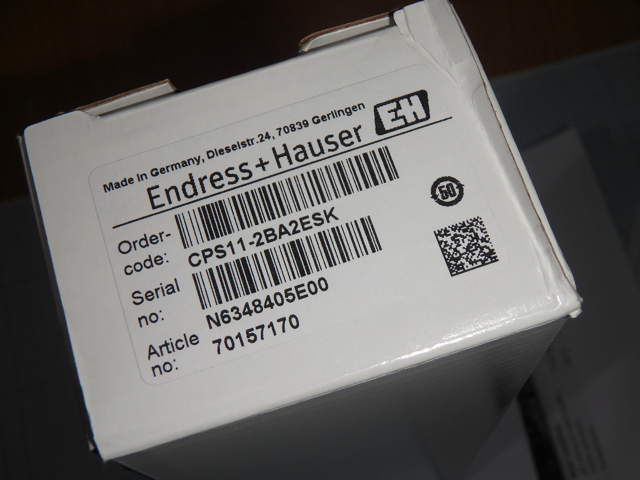 Made in Germany, Dieselstr.24, 70839 Gerlingen
Endress+Hauser
EH
Order-code: CPS11-2BA2ESK
Serial no: N6348405E00
Article no: 70157170
50